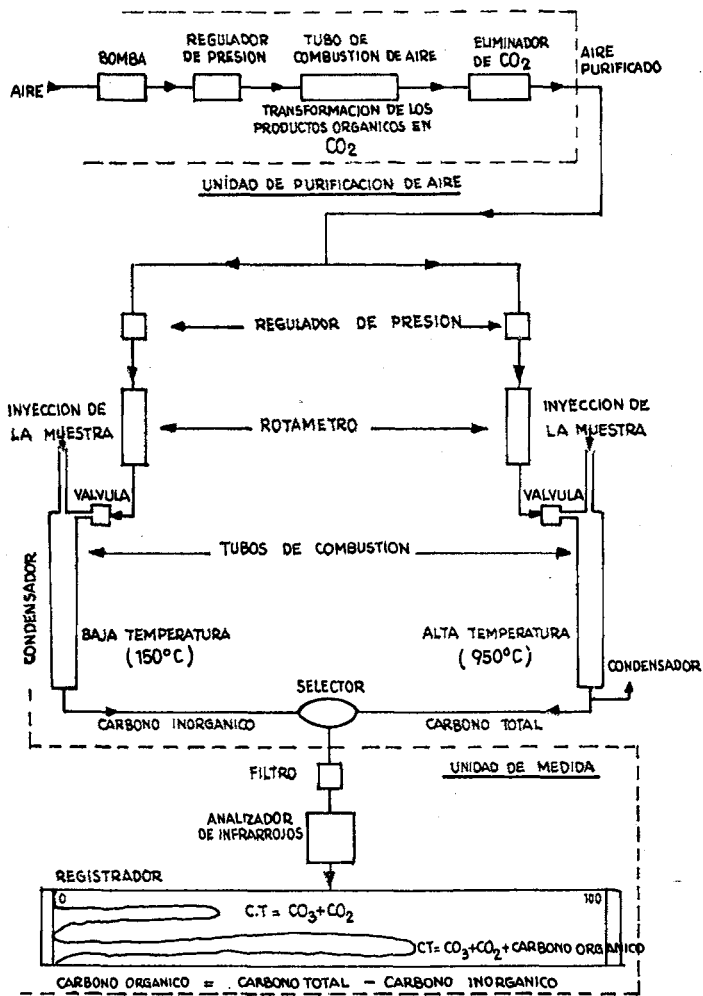 REGULADOR
DE PRESION
TUBO DE
COMBUSTION DE AIRE
ELIMINADOR
DE CO2
BOMBA
AIRE
PURIFICADO
AIRE
TRANSFORMACION DE LOS
PRODUCTOS ORGANICOS EN
CO2
UNIDAD DE PURIFICACION DE AIRE
REGULADOR DE PRESION
INYECCION DE
LA MUESTRA
ROTAMETRO
INYECCION DE
LA MUESTRA
VALVULA
VALVULA
TUBOS DE COMBUSTION
CONDENSADOR
BAJA TEMPERATURA
(150°C)
ALTA TEMPERATURA
(950°C)
CONDENSADOR
SELECTOR
CARBONO INORGANICO
CARBONO TOTAL
FILTRO
UNIDAD DE MEDIDA
ANALIZADOR
DE INFRARROJOS
REGISTRADOR
0
100
C.T = CO3+CO2
CT= CO3+CO2+CARBONO ORGANICO
CARBONO ORGANICO = CARBONO TOTAL - CARBONO INORGANICO